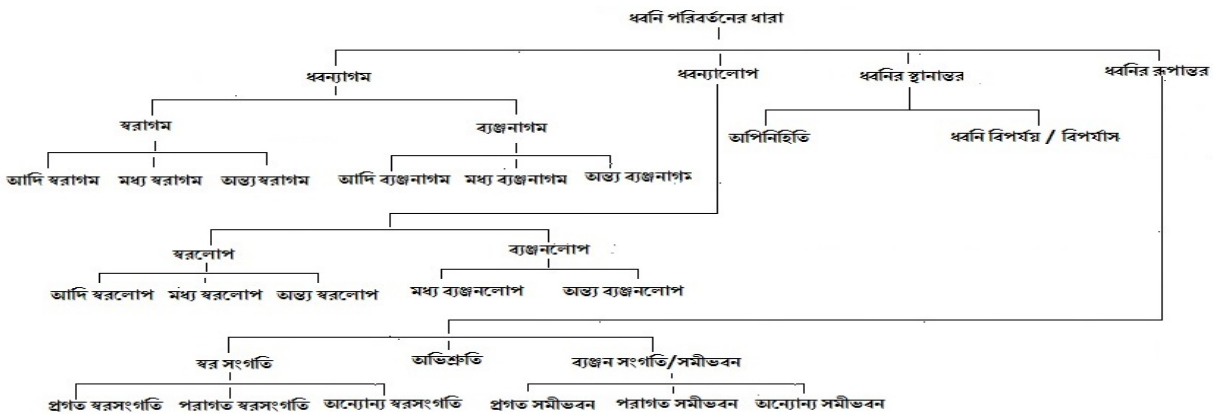 ধ্বনি পরিবর্তনের ধারা
ধ্বন্যাগম ধ্বন্যালোপ ধ্বনির স্থানান্তর ধ্বনির রূপান্তর
স্বরাগম ব্যঞ্জনাগম অপিনিহিতি ধ্বনি বিপর্যয় / বিপর্যাস
আদি স্বরাগম মধ্য স্বরাগম অন্ত্য স্বরাগম আদি ব্যঞ্জনাগম মধ্য ব্যঞ্জনাগম অন্ত্য ব্যঞ্জনাগম
স্বরলোপ ব্যঞ্জনলোপ
আদি স্বরলোপ মধ্য স্বরলোপ অন্ত্য স্বরলোপ মধ্য ব্যঞ্জনলোপ অন্ত্য ব্যঞ্জনলোপ
স্বর সংগতি অভিশ্রুতি ব্যঞ্জন সংগতি/সমীভবন
প্রগত স্বরসংগতি পরাগত স্বরসংগতি অন্যোন্য স্বরসংগতি প্রগত সমীভবন পরাগত সমীভবন অন্যোন্য সমীভবন